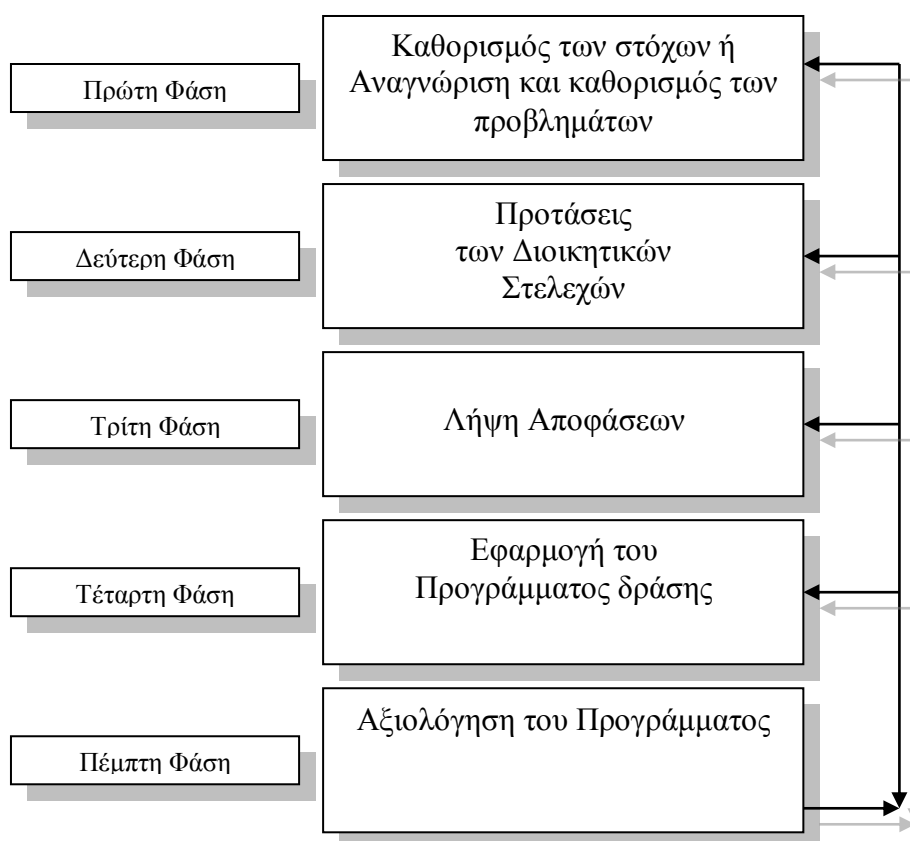 Πρώτη Φάση
Καθορισμός των στόχων ή
Αναγνώριση και καθορισμός των
προβλημάτων
Δεύτερη Φάση
Προτάσεις
των Διοικητικών
Στελεχών
Τρίτη Φάση
Λήψη Αποφάσεων
Τέταρτη Φάση
Εφαρμογή του
Προγράμματος δράσης
Πέμπτη Φάση
Αξιολόγηση του Προγράμματος